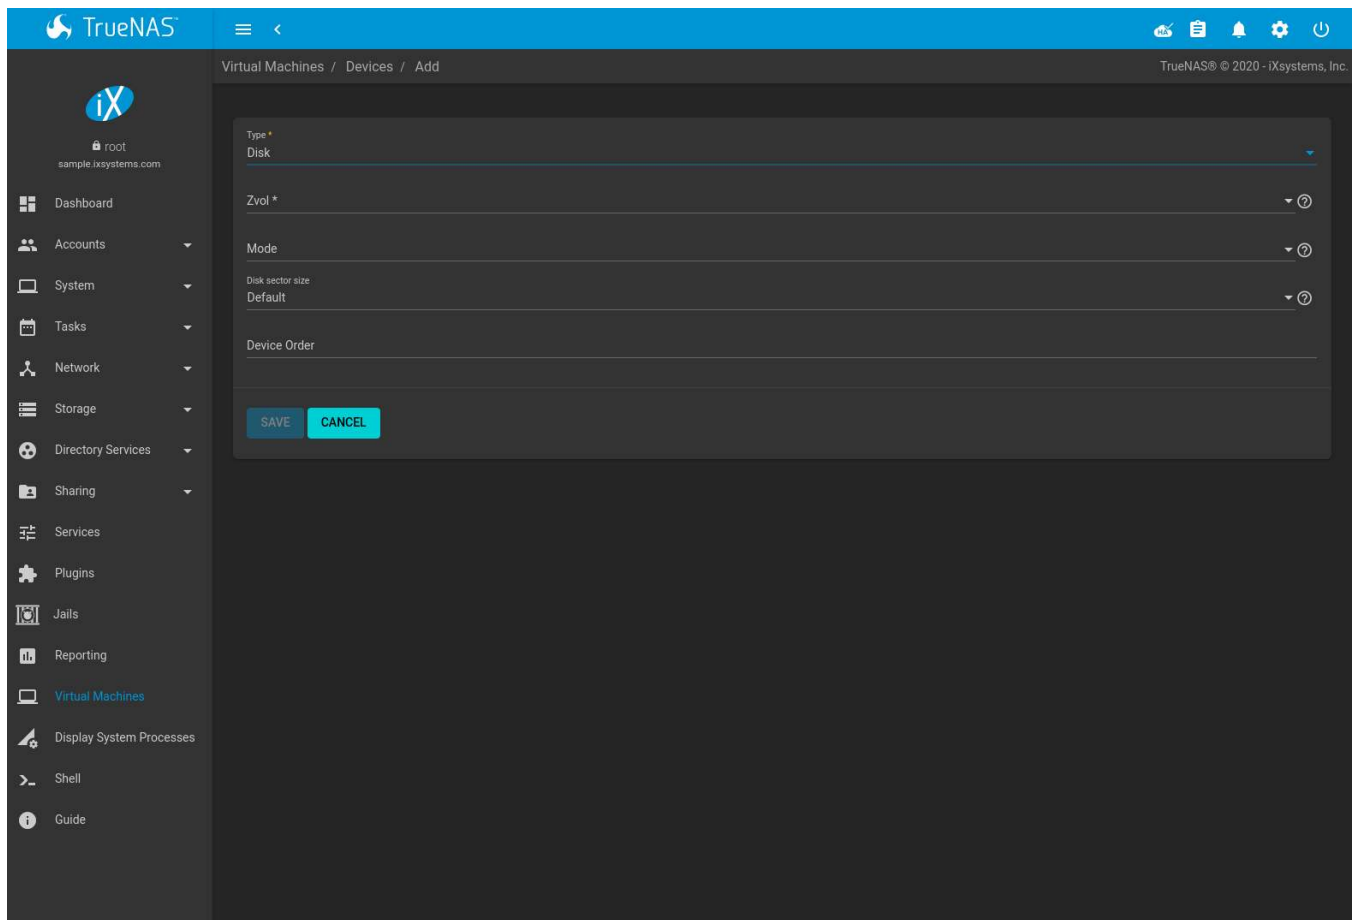 TrueNAS
HA
Virtual Machines / Devices / Add
TrueNAS® © 2020 - iXsystems, Inc.
iX
root
sample.ixsystems.com
Dashboard
Accounts
System
Tasks
Network
Storage
Directory Services
Sharing
Services
Plugins
Jails
Reporting
Virtual Machines
Display System Processes
Shell
Guide
Type *
Disk
Zvol *
Mode
Disk sector size
Default
Device Order
SAVE
CANCEL